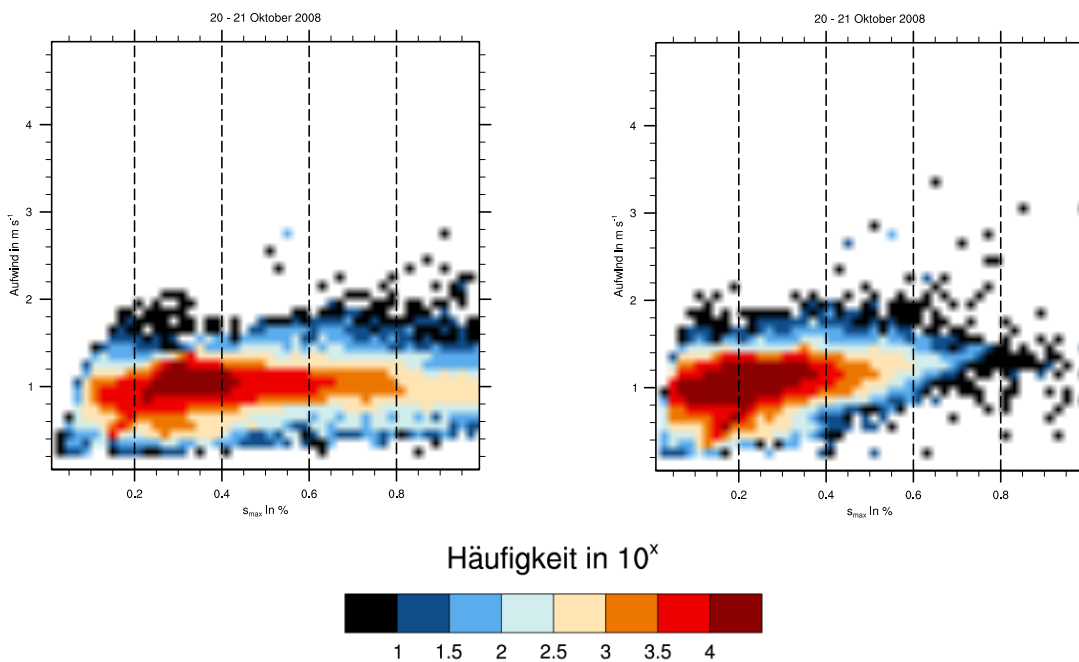 20 - 21 Oktober 2008
4
3
2
1
Aufwind in m s⁻¹
0.2 0.4 0.6 0.8
s_max in %
20 - 21 Oktober 2008
4
3
2
1
Aufwind in m s⁻¹
0.2 0.4 0.6 0.8
s_max in %
Häufigkeit in 10ˣ
1 1.5 2 2.5 3 3.5 4